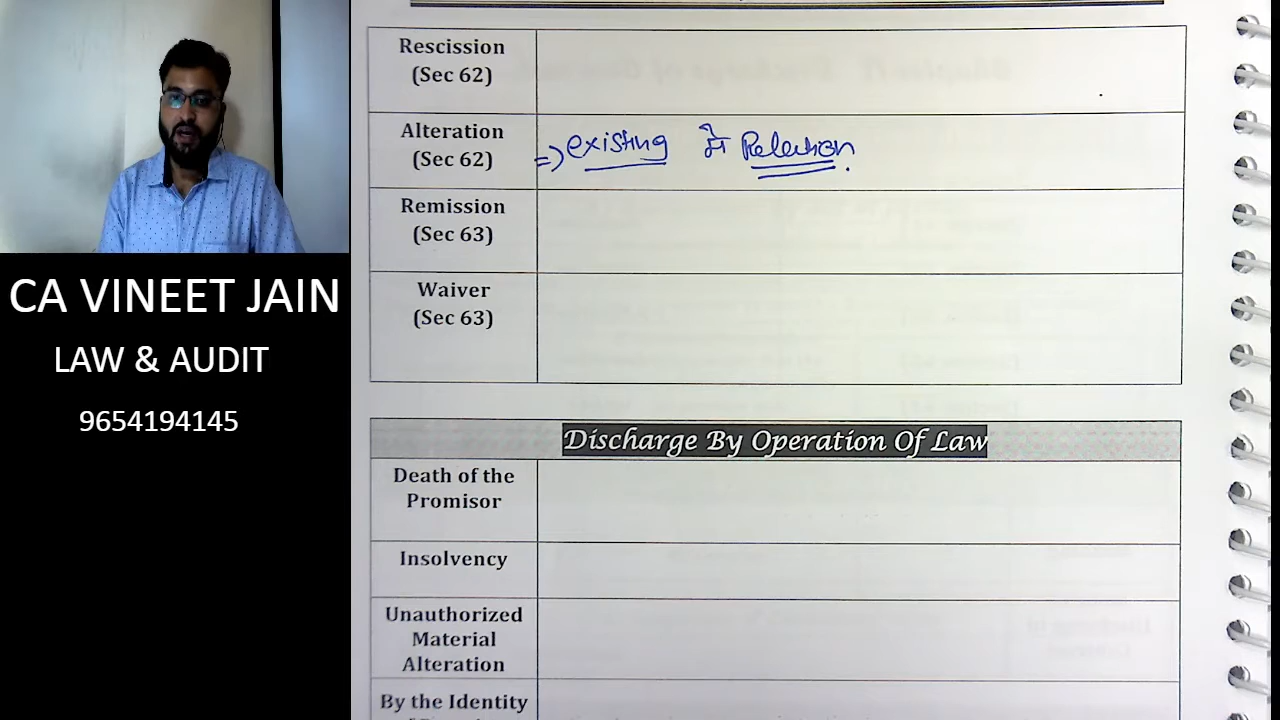 Rescission
(Sec 62)
Alteration
(Sec 62)
=> existing में Relection.
Remission
(Sec 63)
Waiver
(Sec 63)
CA VINEET JAIN
LAW & AUDIT
9654194145
Discharge By Operation Of Law
Death of the
Promisor
Insolvency
Unauthorized
Material
Alteration
By the Identity